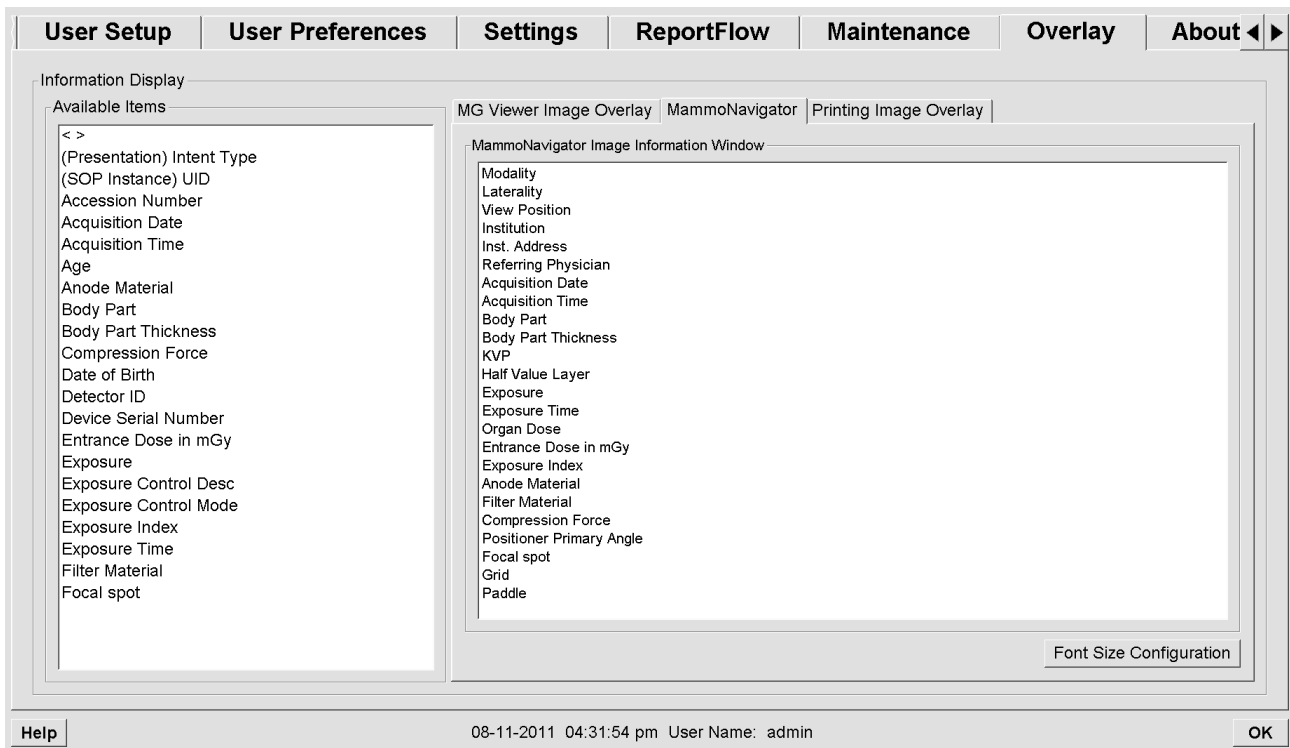 User Setup User Preferences Settings ReportFlow Maintenance Overlay About
Information Display
Available Items
< >
(Presentation) Intent Type
(SOP Instance) UID
Accession Number
Acquisition Date
Acquisition Time
Age
Anode Material
Body Part
Body Part Thickness
Compression Force
Date of Birth
Detector ID
Device Serial Number
Entrance Dose in mGy
Exposure
Exposure Control Desc
Exposure Control Mode
Exposure Index
Exposure Time
Filter Material
Focal spot
MG Viewer Image Overlay MammoNavigator Printing Image Overlay
MammoNavigator Image Information Window
Modality
Laterality
View Position
Institution
Inst. Address
Referring Physician
Acquisition Date
Acquisition Time
Body Part
Body Part Thickness
KVP
Half Value Layer
Exposure
Exposure Time
Organ Dose
Entrance Dose in mGy
Exposure Index
Anode Material
Filter Material
Compression Force
Positioner Primary Angle
Focal spot
Grid
Paddle
Font Size Configuration
Help 08-11-2011 04:31:54 pm User Name: admin OK